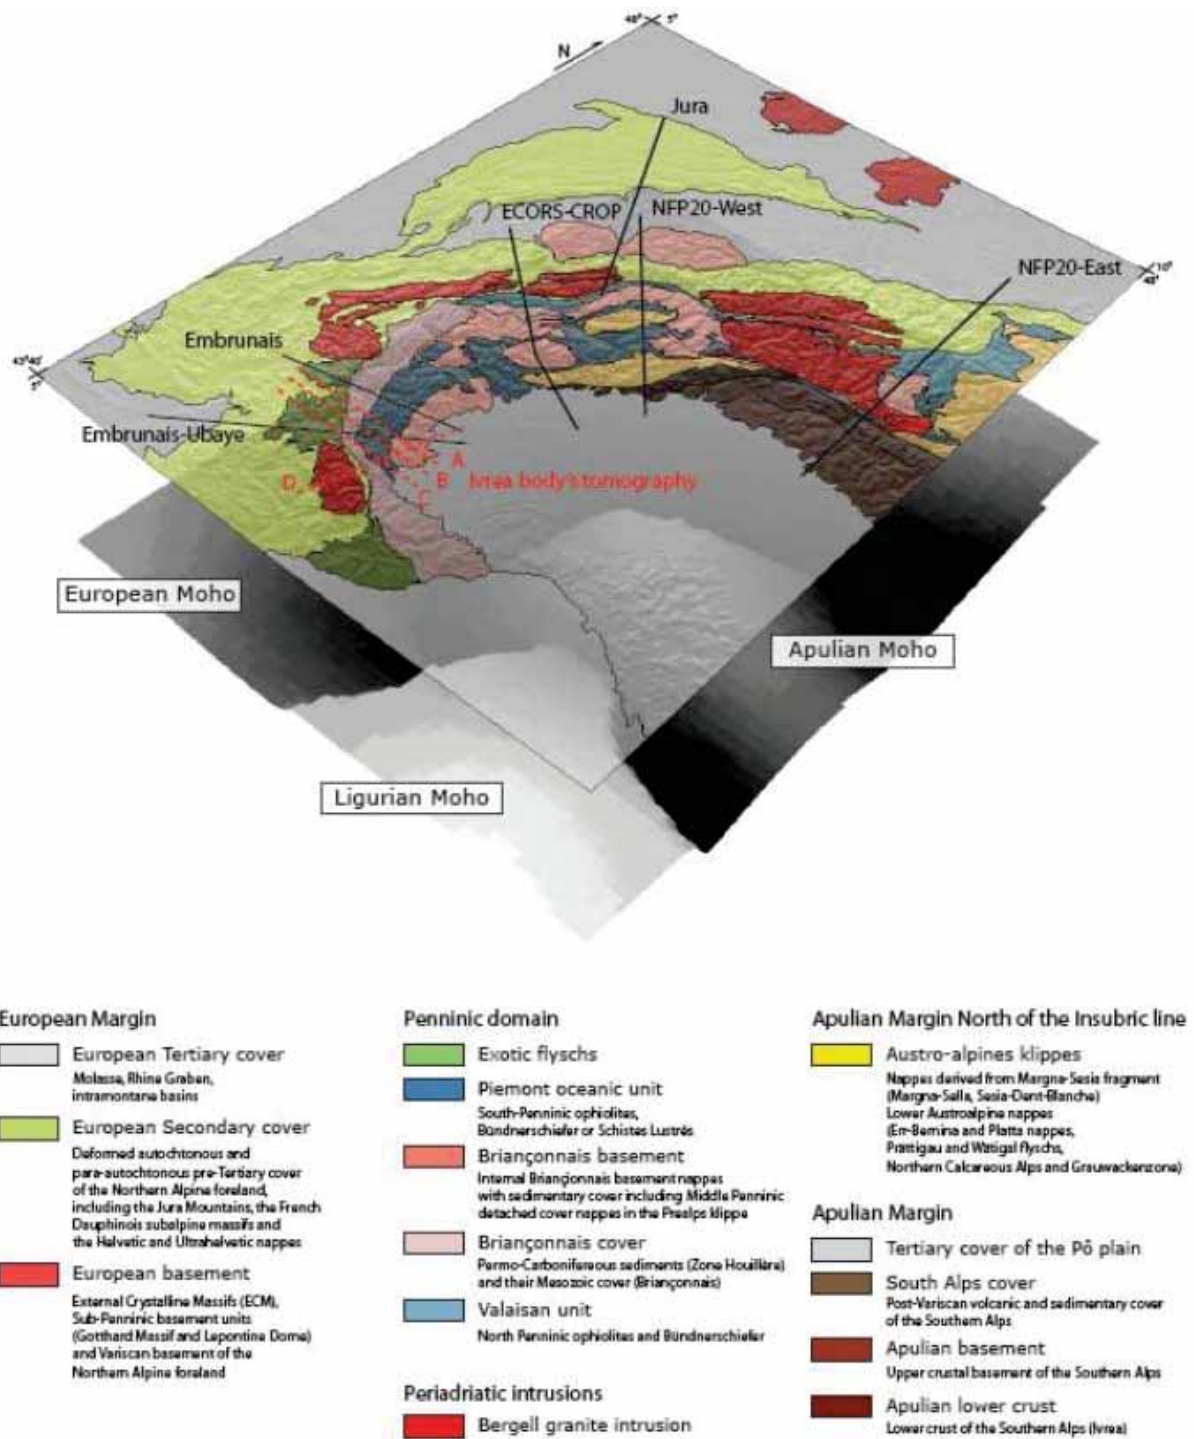 48° 5°
N
Jura
ECORS-CROP
NFP20-West
NFP20-East
10°
48°
Embrunais
43°40'
5°
Embrunais-Ubaye
A
D
B
Ivrea body's tomography
C
European Moho
Apulian Moho
Ligurian Moho
European Margin
European Tertiary cover
Molasse, Rhine Graben,
intramontane basins
European Secondary cover
Deformed autochtonous and
para-autochtonous pre-Tertiary cover
of the Northern Alpine foreland,
including the Jura Mountains, the French
Dauphinois subalpine massifs and
the Helvetic and Ultrahelvetic nappes
European basement
External Crystalline Massifs (ECM),
Sub-Penninic basement units
(Gotthard Massif and Lepontine Dome)
and Variscan basement of the
Northern Alpine foreland
Penninic domain
Exotic flyschs
Piemont oceanic unit
South-Penninic ophiolites,
Bündnerschiefer or Schistes Lustrés
Briançonnais basement
Internal Briançonnais basement nappes
with sedimentary cover including Middle Penninic
detached cover nappes in the Prealps klippe
Briançonnais cover
Permo-Carbonifereous sediments (Zone Houillère)
and their Mesozoic cover (Briançonnais)
Valaisan unit
North Penninic ophiolites and Bündnerschiefer
Periadriatic intrusions
Bergell granite intrusion
Apulian Margin North of the Insubric line
Austro-alpines klippes
Nappes derived from Margna-Sesia fragment
(Margna-Sella, Sesia-Dent-Blanche)
Lower Austroalpine nappes
(Err-Bernina and Platta nappes,
Prättigau and Wätigal flyschs,
Northern Calcareous Alps and Grauwackenzone)
Apulian Margin
Tertiary cover of the Pô plain
South Alps cover
Post-Variscan volcanic and sedimentary cover
of the Southern Alps
Apulian basement
Upper crustal basement of the Southern Alps
Apulian lower crust
Lower crust of the Southern Alps (Ivrea)